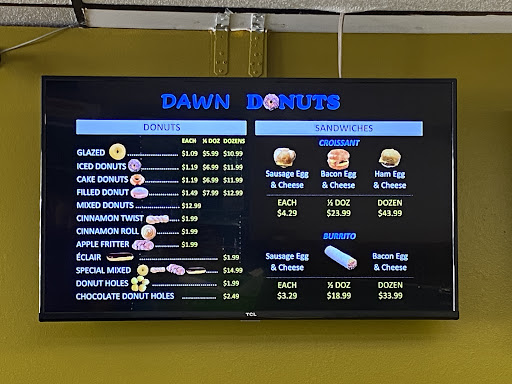 DAWN DONUTS
DONUTS
EACH ½ DOZ DOZENS
GLAZED $1.09 $5.99 $10.99
ICED DONUTS $1.19 $6.99 $11.99
CAKE DONUTS $1.19 $6.99 $11.99
FILLED DONUT $1.49 $7.99 $12.99
MIXED DONUTS $12.99
CINNAMON TWIST $1.99
CINNAMON ROLL $1.99
APPLE FRITTER $1.99
ÉCLAIR $1.99
SPECIAL MIXED $14.99
DONUT HOLES $1.99
CHOCOLATE DONUT HOLES $2.49
SANDWICHES
CROISSANT
Sausage Egg Bacon Egg Ham Egg
& Cheese & Cheese & Cheese
EACH ½ DOZ DOZEN
$4.29 $23.99 $43.99
BURRITO
Sausage Egg Bacon Egg
& Cheese & Cheese
EACH ½ DOZ DOZEN
$3.29 $18.99 $33.99
TCL